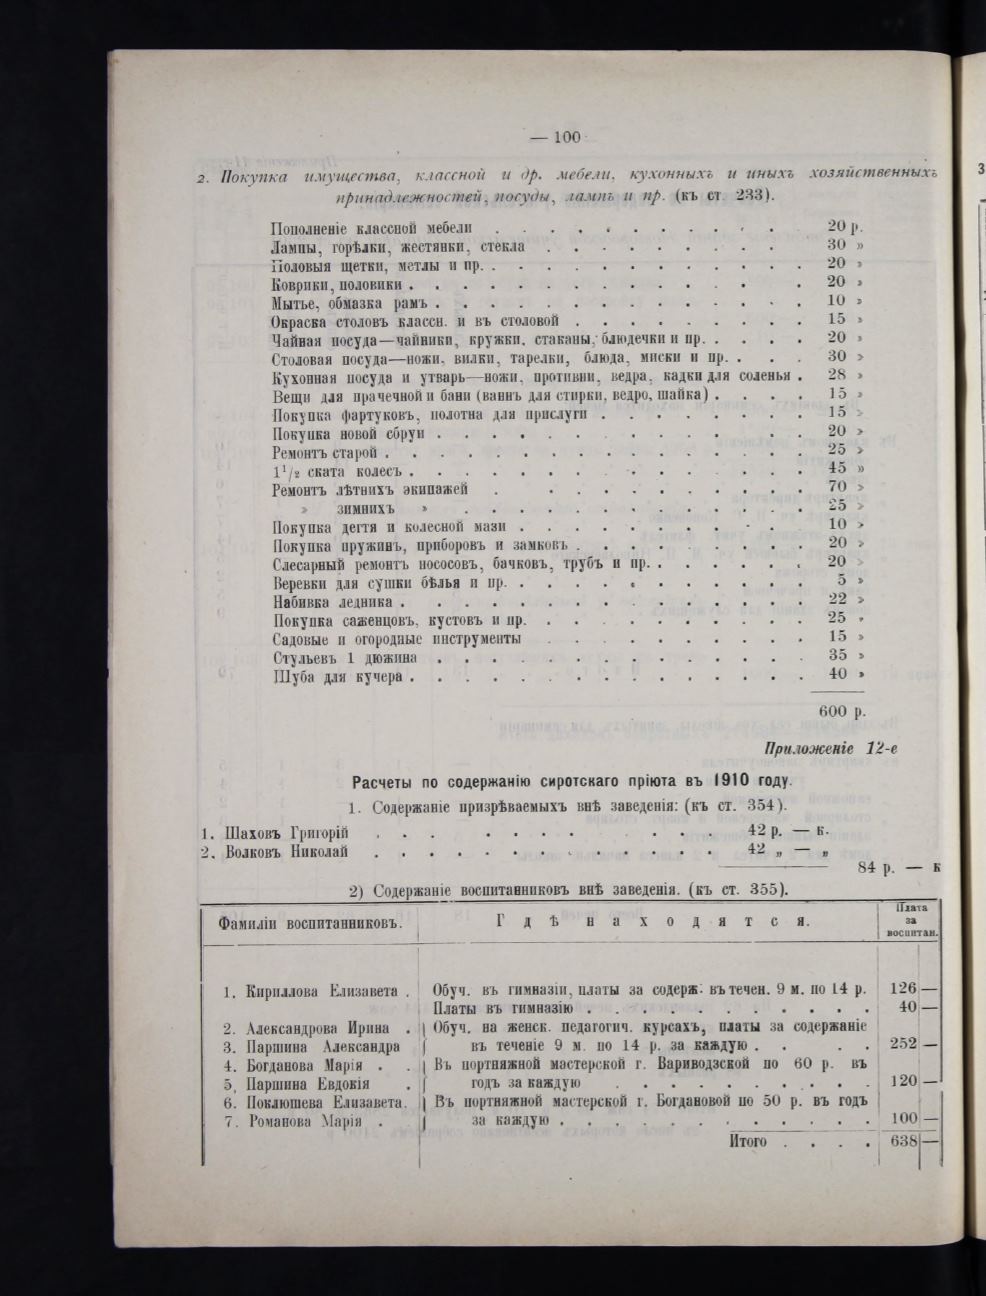 — 100
2. Покупка имущества, классной и др. мебели, кухонныхъ и иныхъ хозяйственныхъ
принадлежностей, посуды, лампъ и пр. (къ ст 233).
Пополненіе классной мебели . . . . . . . . . . . 20 р.
Лампы, горѣлки, жестянки, стекла . . . . . . . . . 30 »
Половыя щетки, метлы и пр. . . . . . . . . . . . . 20 »
Коврики, половики . . . . . . . . . . . . . . 20 »
Мытье, обмазка рамъ . . . . . . . . . . . . . . 10 »
Окраска столовъ классн. и въ столовой . . . . . . . . . 15 »
Чайная посуда—чайники, кружки, стаканы, блюдечки и пр. . . . . 20 »
Столовая посуда—ножи, вилки, тарелки, блюда, миски и пр. . . . 30 »
Кухонная посуда и утварь—ножи, противни, ведра, кадки для соленья . 28 »
Вещи для прачечной и бани (ваннъ для стирки, ведро, шайка) . . . . 15 »
Покупка фартуковъ, полотна для прислуги . . . . . . . . 15 »
Покупка новой сбруи . . . . . . . . . . . . . 20 »
Ремонтъ старой . . . . . . . . . . . . . . . 25 »
1¹/₂ ската колесъ . . . . . . . . . . . . . . 45 »
Ремонтъ лѣтнихъ экипажей . . . . . . . . . . . 70 »
» зимнихъ » . . . . . . . . . . . . 25 »
Покупка дегтя и колесной мази . . . . . . . . . . . 10 »
Покупка пружинъ, приборовъ и замковъ . . . . . . . . . 20 »
Слесарный ремонтъ нососовъ, бачковъ, трубъ и пр. . . . . . . 20 »
Веревки для сушки бѣлья и пр. . . . . . . . . . . . 5 »
Набивка ледника . . . . . . . . . . . . . . 22 »
Покупка саженцовъ, кустовъ и пр. . . . . . . . . . . 25 »
Садовые и огородные инструменты . . . . . . . . . . 15 »
Стульевъ 1 дюжина . . . . . . . . . . . . . . 35 »
Шуба для кучера . . . . . . . . . . . . . . . 40 »
600 р.
Приложеніе 12-е
Расчеты по содержанію сиротскаго пріюта въ 1910 году.
1. Содержаніе призрѣваемыхъ внѣ заведенія: (къ ст. 354).
1. Шаховъ Григорій . . . . . . . . . . 42 р. — к.
2. Волковъ Николай . . . . . . . . . . . . . 42 „ — „
84 р. — к
2) Содержаніе воспитанниковъ внѣ заведенія. (къ ст. 355).
Фамиліи воспитанниковъ. Гдѣ находятся. Плата
за
воспитан.
1. Кириллова Елизавета . Обуч. въ гимназіи, платы за содерж. въ течен. 9 м. по 14 р. 126 —
Платы въ гимназію . . . . . . . . . . . 40 —
2. Александрова Ирина . Обуч. на женск. педагогич. курсахъ, платы за содержаніе
3. Паршина Александра въ теченіе 9 м. по 14 р. за каждую . . . . 252 —
4. Богданова Марія . . Въ портняжной мастерской г. Вариводзской по 60 р. въ
5. Паршина Евдокія . годъ за каждую . . . . . . . . . . 120 —
6. Поклюшева Елизавета. Въ портняжной мастерской г. Богдановой по 50 р. въ годъ
7. Романова Марія . за каждую . . . . . . . . . . . . 100 —
Итого . . . . 638 —